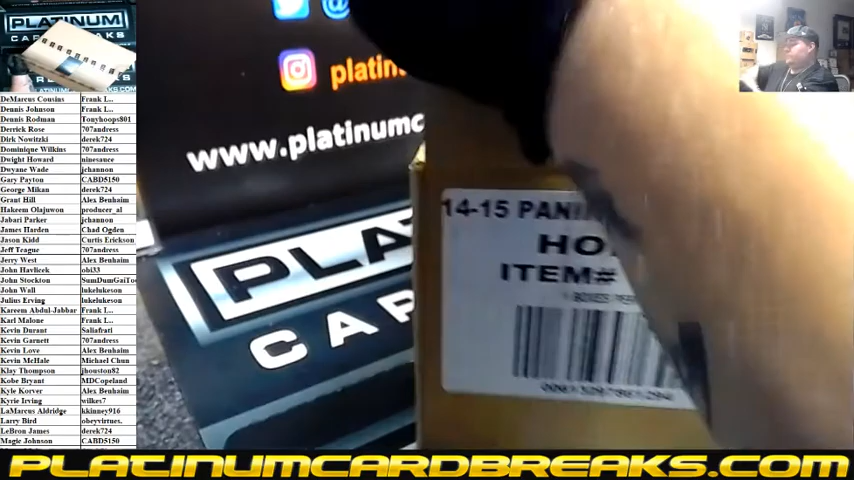 PLATINUM
DeMarcus Cousins Frank L..
Dennis Johnson Frank L..
Dennis Rodman Tonyhoops801
Derrick Rose 707andress
Dirk Nowitzki derek724
Dominique Wilkins 707andress
Dwight Howard ninesauce
Dwyane Wade jchannon
Gary Payton CABD5150
George Mikan derek724
Grant Hill Alex Benhaim
Hakeem Olajuwon producer_al
Jabari Parker jchannon
James Harden Chad Ogden
Jason Kidd Curtis Erickson
Jeff Teague 707andress
Jerry West Alex Benhaim
John Havlicek obi33
John Stockton SumDumGaiToo
John Wall lukelukeson
Julius Erving lukelukeson
Kareem Abdul-Jabbar Frank L..
Karl Malone Frank L..
Kevin Durant Saliafrati
Kevin Garnett 707andress
Kevin Love Alex Benhaim
Kevin McHale Michael Chun
Klay Thompson jhouston82
Kobe Bryant MDCopeland
Kyle Korver Alex Benhaim
Kyrie Irving wilkes7
LaMarcus Aldridge kkinney916
Larry Bird obeyvirtnes.
LeBron James derek724
Magic Johnson CABD5150
@
platin
www.platinumc
PLA
CAR
14-15 PANI
HO
ITEM#
PLATINUMCARDBREAKS.COM